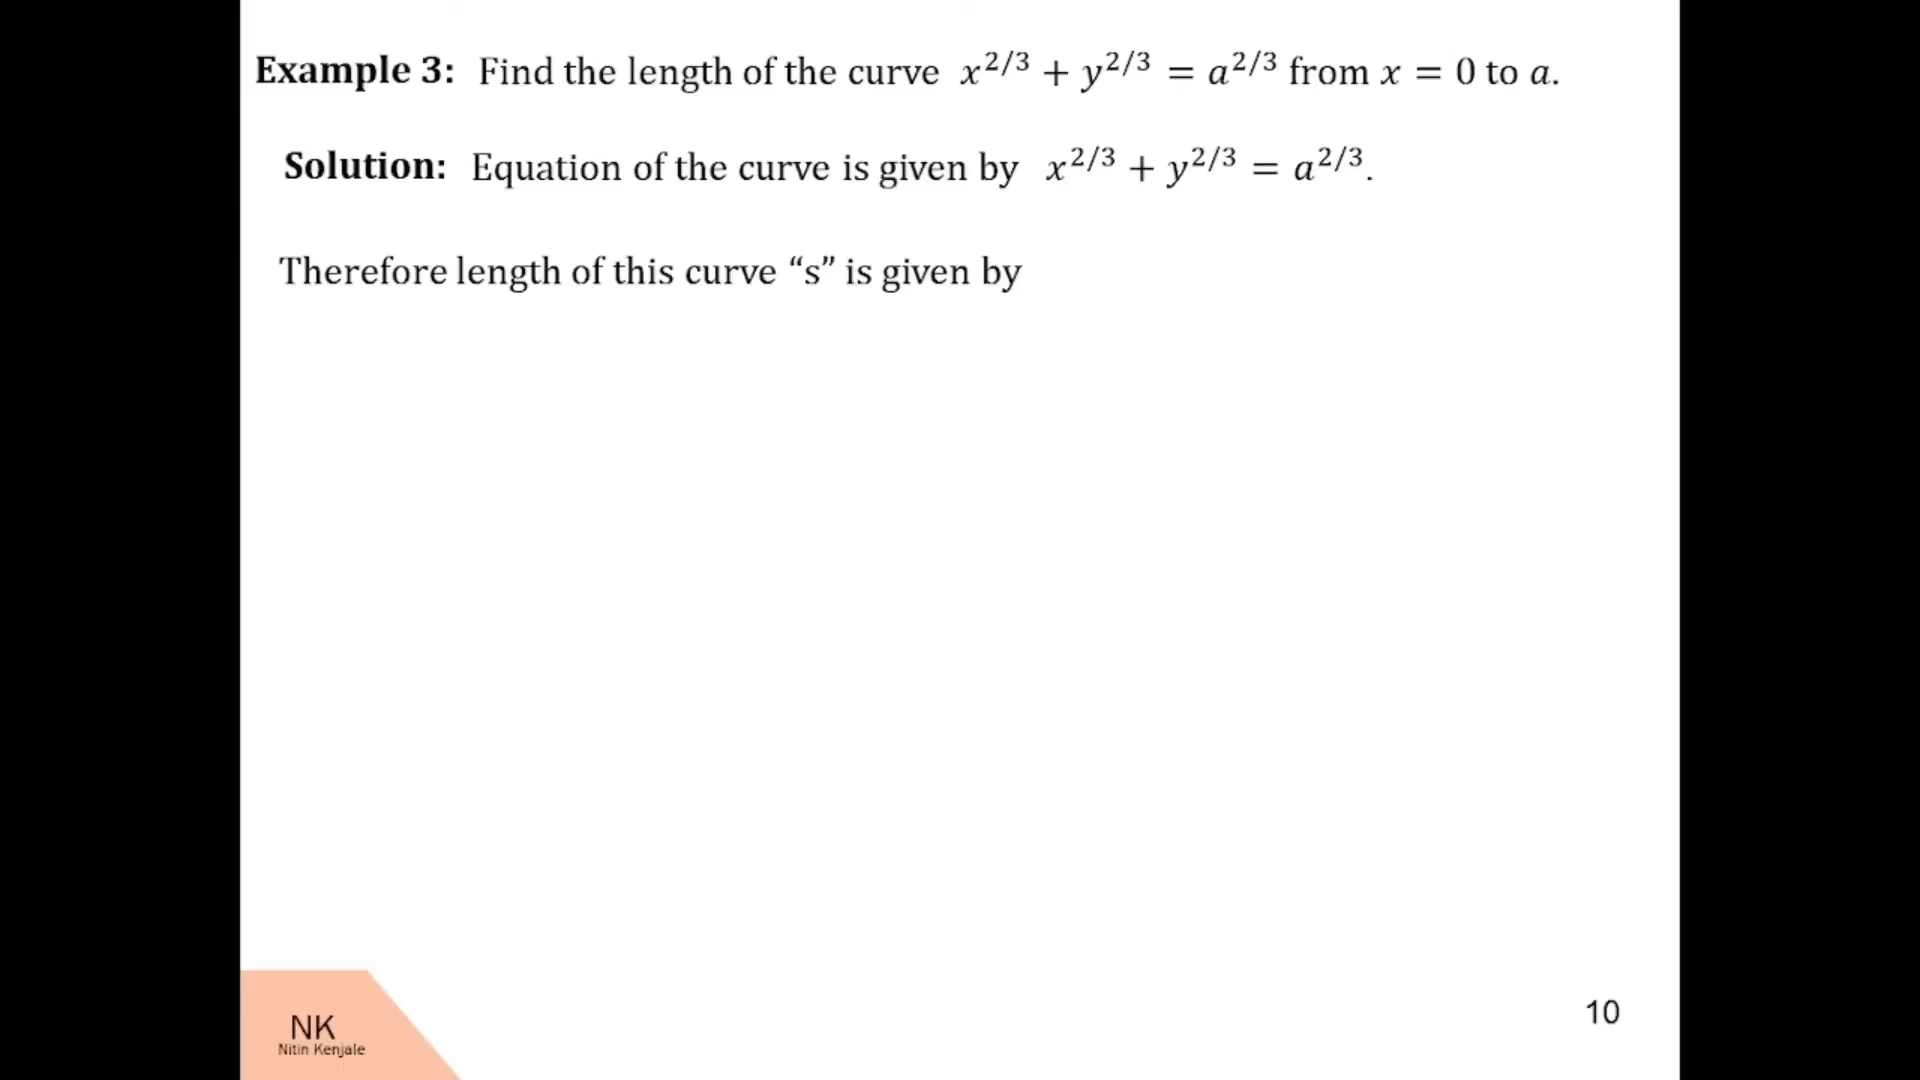 Example 3: Find the length of the curve x^{2/3} + y^{2/3} = a^{2/3} from x = 0 to a.
Solution: Equation of the curve is given by x^{2/3} + y^{2/3} = a^{2/3}.
Therefore length of this curve “s” is given by
NK
Nitin Kenjale
10